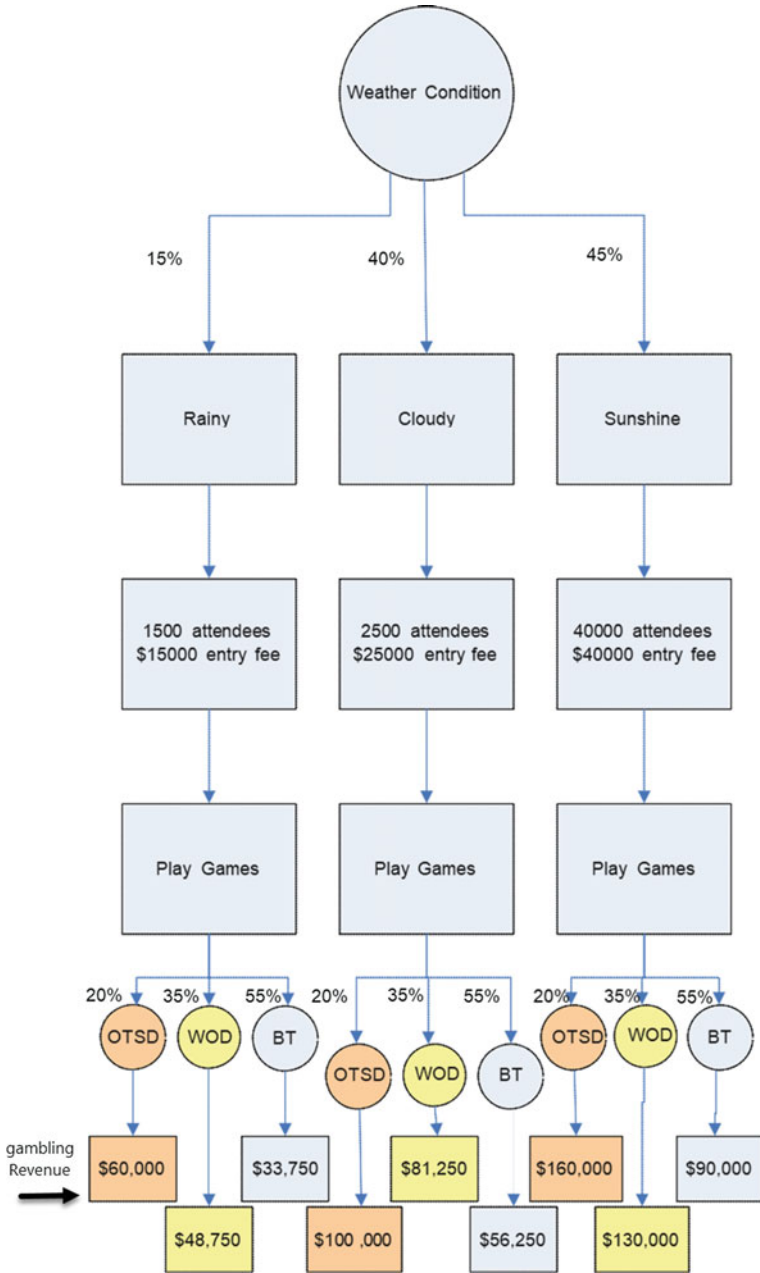 Weather Condition
15%
40%
45%
Rainy
Cloudy
Sunshine
1500 attendees
$15000 entry fee
2500 attendees
$25000 entry fee
40000 attendees
$40000 entry fee
Play Games
Play Games
Play Games
20%
35%
55%
20%
35%
55%
20%
35%
55%
OTSD
WOD
BT
OTSD
WOD
BT
OTSD
WOD
BT
gambling
Revenue
$60,000
$33,750
$81,250
$160,000
$90,000
$48,750
$100 ,000
$56,250
$130,000